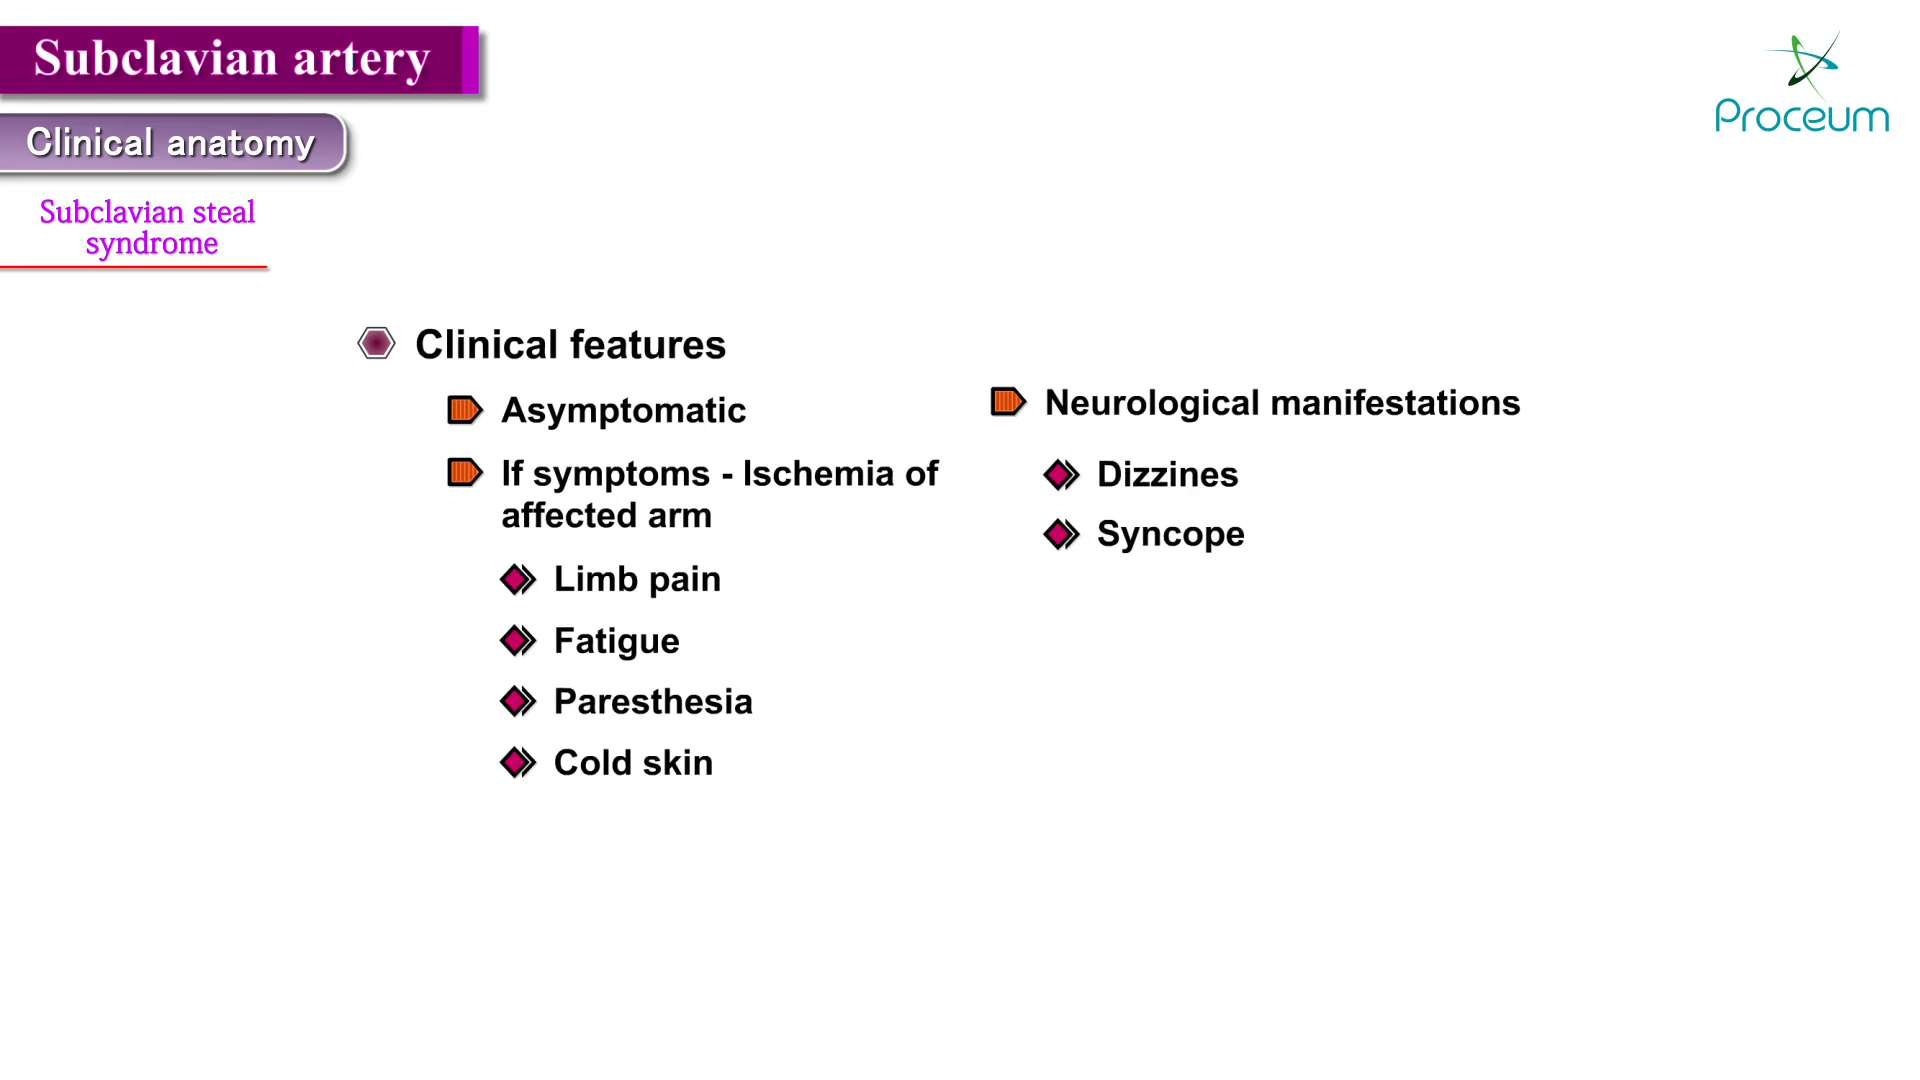 Subclavian artery
Clinical anatomy
Subclavian steal
syndrome
Proceum
Clinical features
Asymptomatic
If symptoms - Ischemia of
affected arm
Limb pain
Fatigue
Paresthesia
Cold skin
Neurological manifestations
Dizzines
Syncope